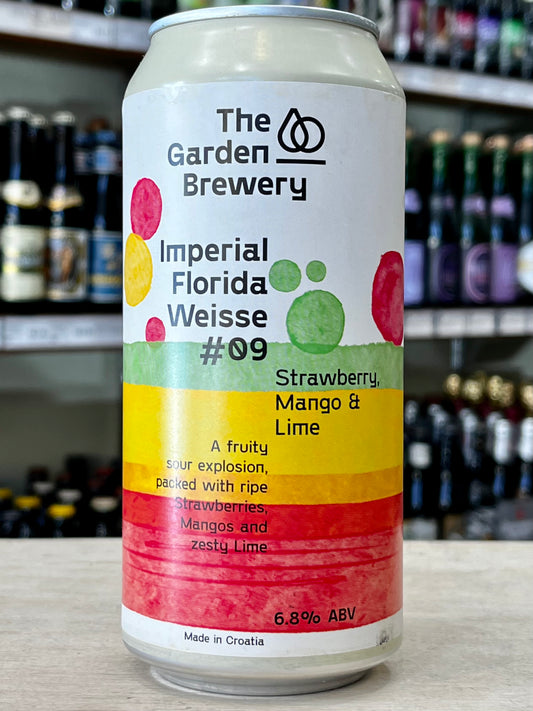 The
Garden
Brewery
Imperial
Florida
Weisse
#09
Strawberry,
Mango &
Lime
A fruity
sour explosion,
packed with ripe
Strawberries,
Mangos and
zesty Lime
6.8% ABV
Made in Croatia